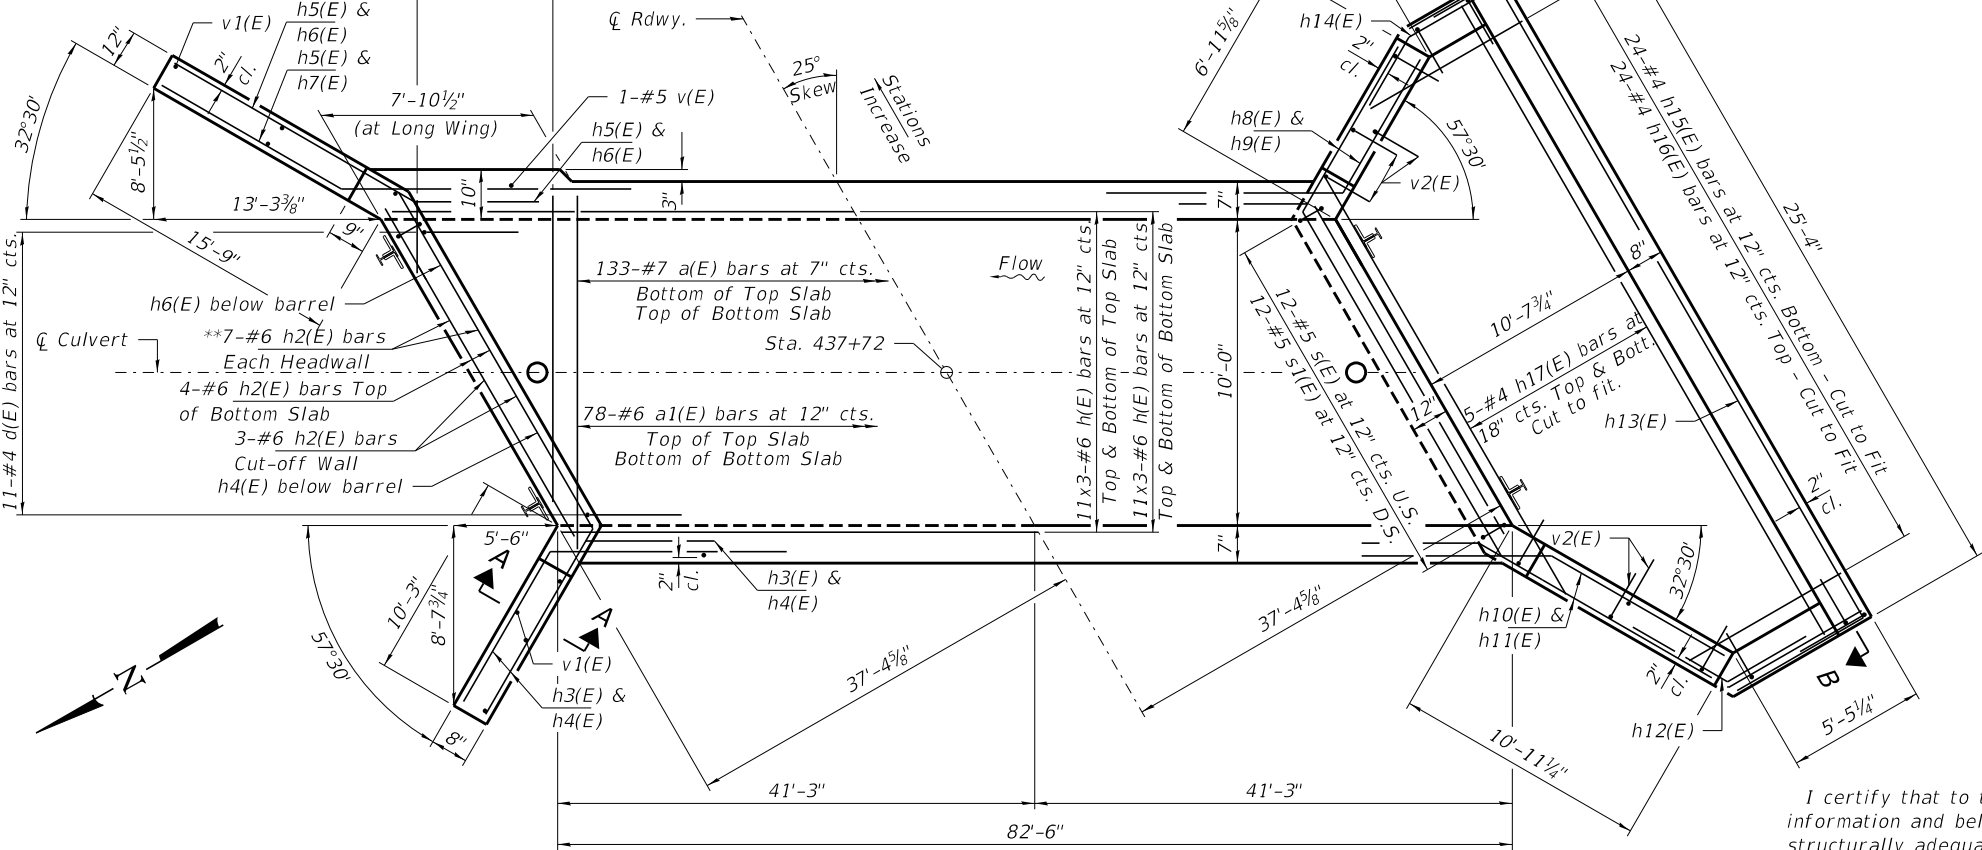 12"
v1(E)
h5(E) &
h6(E)
h5(E) &
h7(E)
2"
cl.
32°30'
8'-5½"
7'-10½"
(at Long Wing)
1-#5 v(E)
h5(E) &
h6(E)
10"
3"
13'-3⅜"
15'-9"
9"
℄ Rdwy.
25°
Skew
Stations
Increase
6'-11⅝"
h14(E)
2"
cl.
h8(E) &
h9(E)
57°30'
v2(E)
7"
24-#4 h15(E) bars at 12" cts. Bottom - Cut to Fit
24-#4 h16(E) bars at 12" cts. Top - Cut to Fit
25'-4"
8"
11-#4 d(E) bars at 12" cts.
h6(E) below barrel
℄ Culvert
**7-#6 h2(E) bars
Each Headwall
4-#6 h2(E) bars Top
of Bottom Slab
3-#6 h2(E) bars
Cut-off Wall
h4(E) below barrel
133-#7 a(E) bars at 7" cts.
Bottom of Top Slab
Top of Bottom Slab
Flow
Sta. 437+72
78-#6 a1(E) bars at 12" cts.
Top of Top Slab
Bottom of Bottom Slab
11x3-#6 h(E) bars at 12" cts.
Top & Bottom of Top Slab
11x3-#6 h(E) bars at 12" cts.
Top & Bottom of Bottom Slab
10'-0"
12-#5 s(E) at 12" cts. U.S.
12-#5 s1(E) at 12" cts. D.S.
10'-7¾"
12"
5-#4 h17(E) bars at
18" cts. Top & Bott.
Cut to fit.
h13(E)
2"
cl.
5'-6"
A
A
10'-3"
8'-7¾"
57°30'
8"
v1(E)
h3(E) &
h4(E)
2"
cl.
h3(E) &
h4(E)
7"
37'-4⅝"
37'-4⅝"
v2(E)
32°30'
h10(E) &
h11(E)
2"
cl.
B
h12(E)
5'-5¼"
10'-11¼"
N
41'-3"
41'-3"
82'-6"
I certify that to
information and
structurally